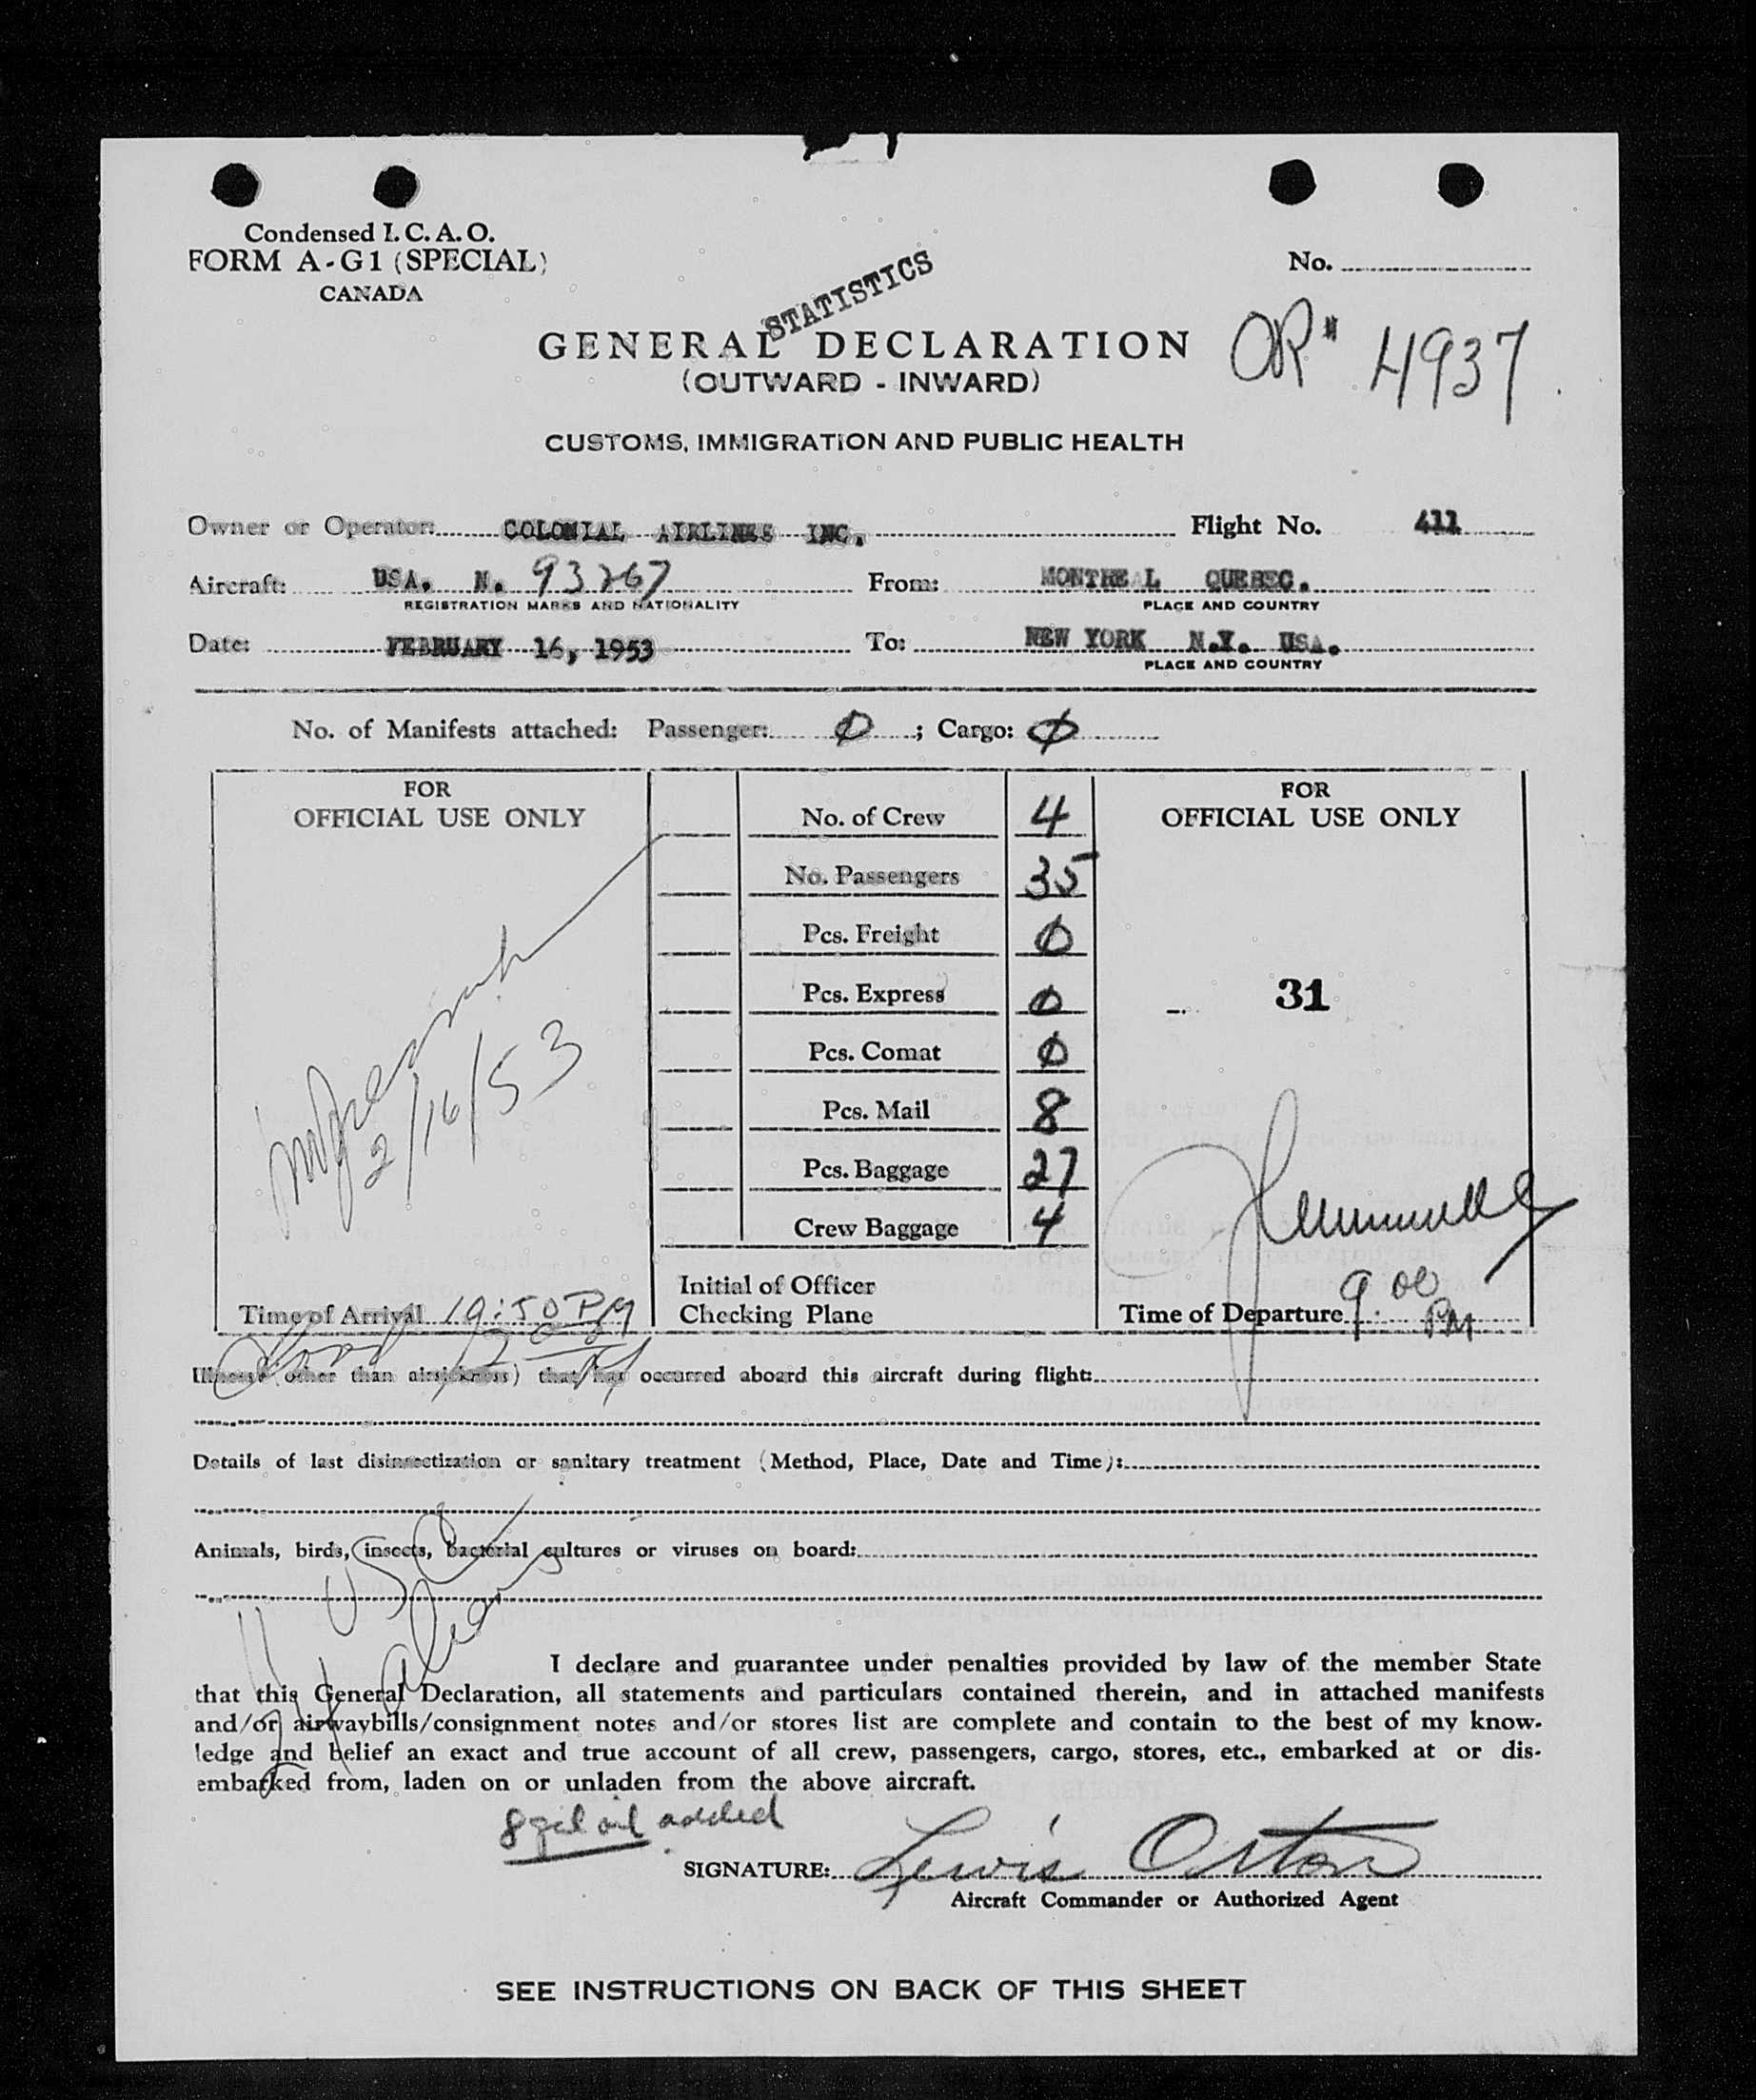 Condensed I.C.A.O.
FORM A-G1 (SPECIAL)
CANADA
No.
STATISTICS
GENERAL DECLARATION
OR# 4937
(OUTWARD - INWARD)
CUSTOMS, IMMIGRATION AND PUBLIC HEALTH
Owner or Operator: COLONIAL AIRLINES INC. Flight No. 411
Aircraft: USA. N. 93267 From: MONTREAL QUEBEC.
REGISTRATION MARKS AND NATIONALITY PLACE AND COUNTRY
Date: FEBRUARY 16, 1953 To: NEW YORK N.Y. USA.
PLACE AND COUNTRY
No. of Manifests attached: Passenger: 0 ; Cargo: 0
FOR
OFFICIAL USE ONLY
No. of Crew 4
No. Passengers 35
Pcs. Freight 0
Pcs. Express 0
Pcs. Comat 0
Pcs. Mail 8
Pcs. Baggage 27
Crew Baggage 4
FOR
OFFICIAL USE ONLY
31
2/16/53
Time of Arrival 10:50 PM
Initial of Officer
Checking Plane
Time of Departure 9:00 PM
Illness (other than airsickness) that has occurred aboard this aircraft during flight:
Details of last disinsectization or sanitary treatment (Method, Place, Date and Time):
Animals, birds, insects, bacterial cultures or viruses on board:
I declare and guarantee under penalties provided by law of the member State
that this General Declaration, all statements and particulars contained therein, and in attached manifests
and/or airwaybills/consignment notes and/or stores list are complete and contain to the best of my know-
ledge and belief an exact and true account of all crew, passengers, cargo, stores, etc., embarked at or dis-
embarked from, laden on or unladen from the above aircraft.
8 gal oil added
SIGNATURE: Lewis Orton
Aircraft Commander or Authorized Agent
SEE INSTRUCTIONS ON BACK OF THIS SHEET